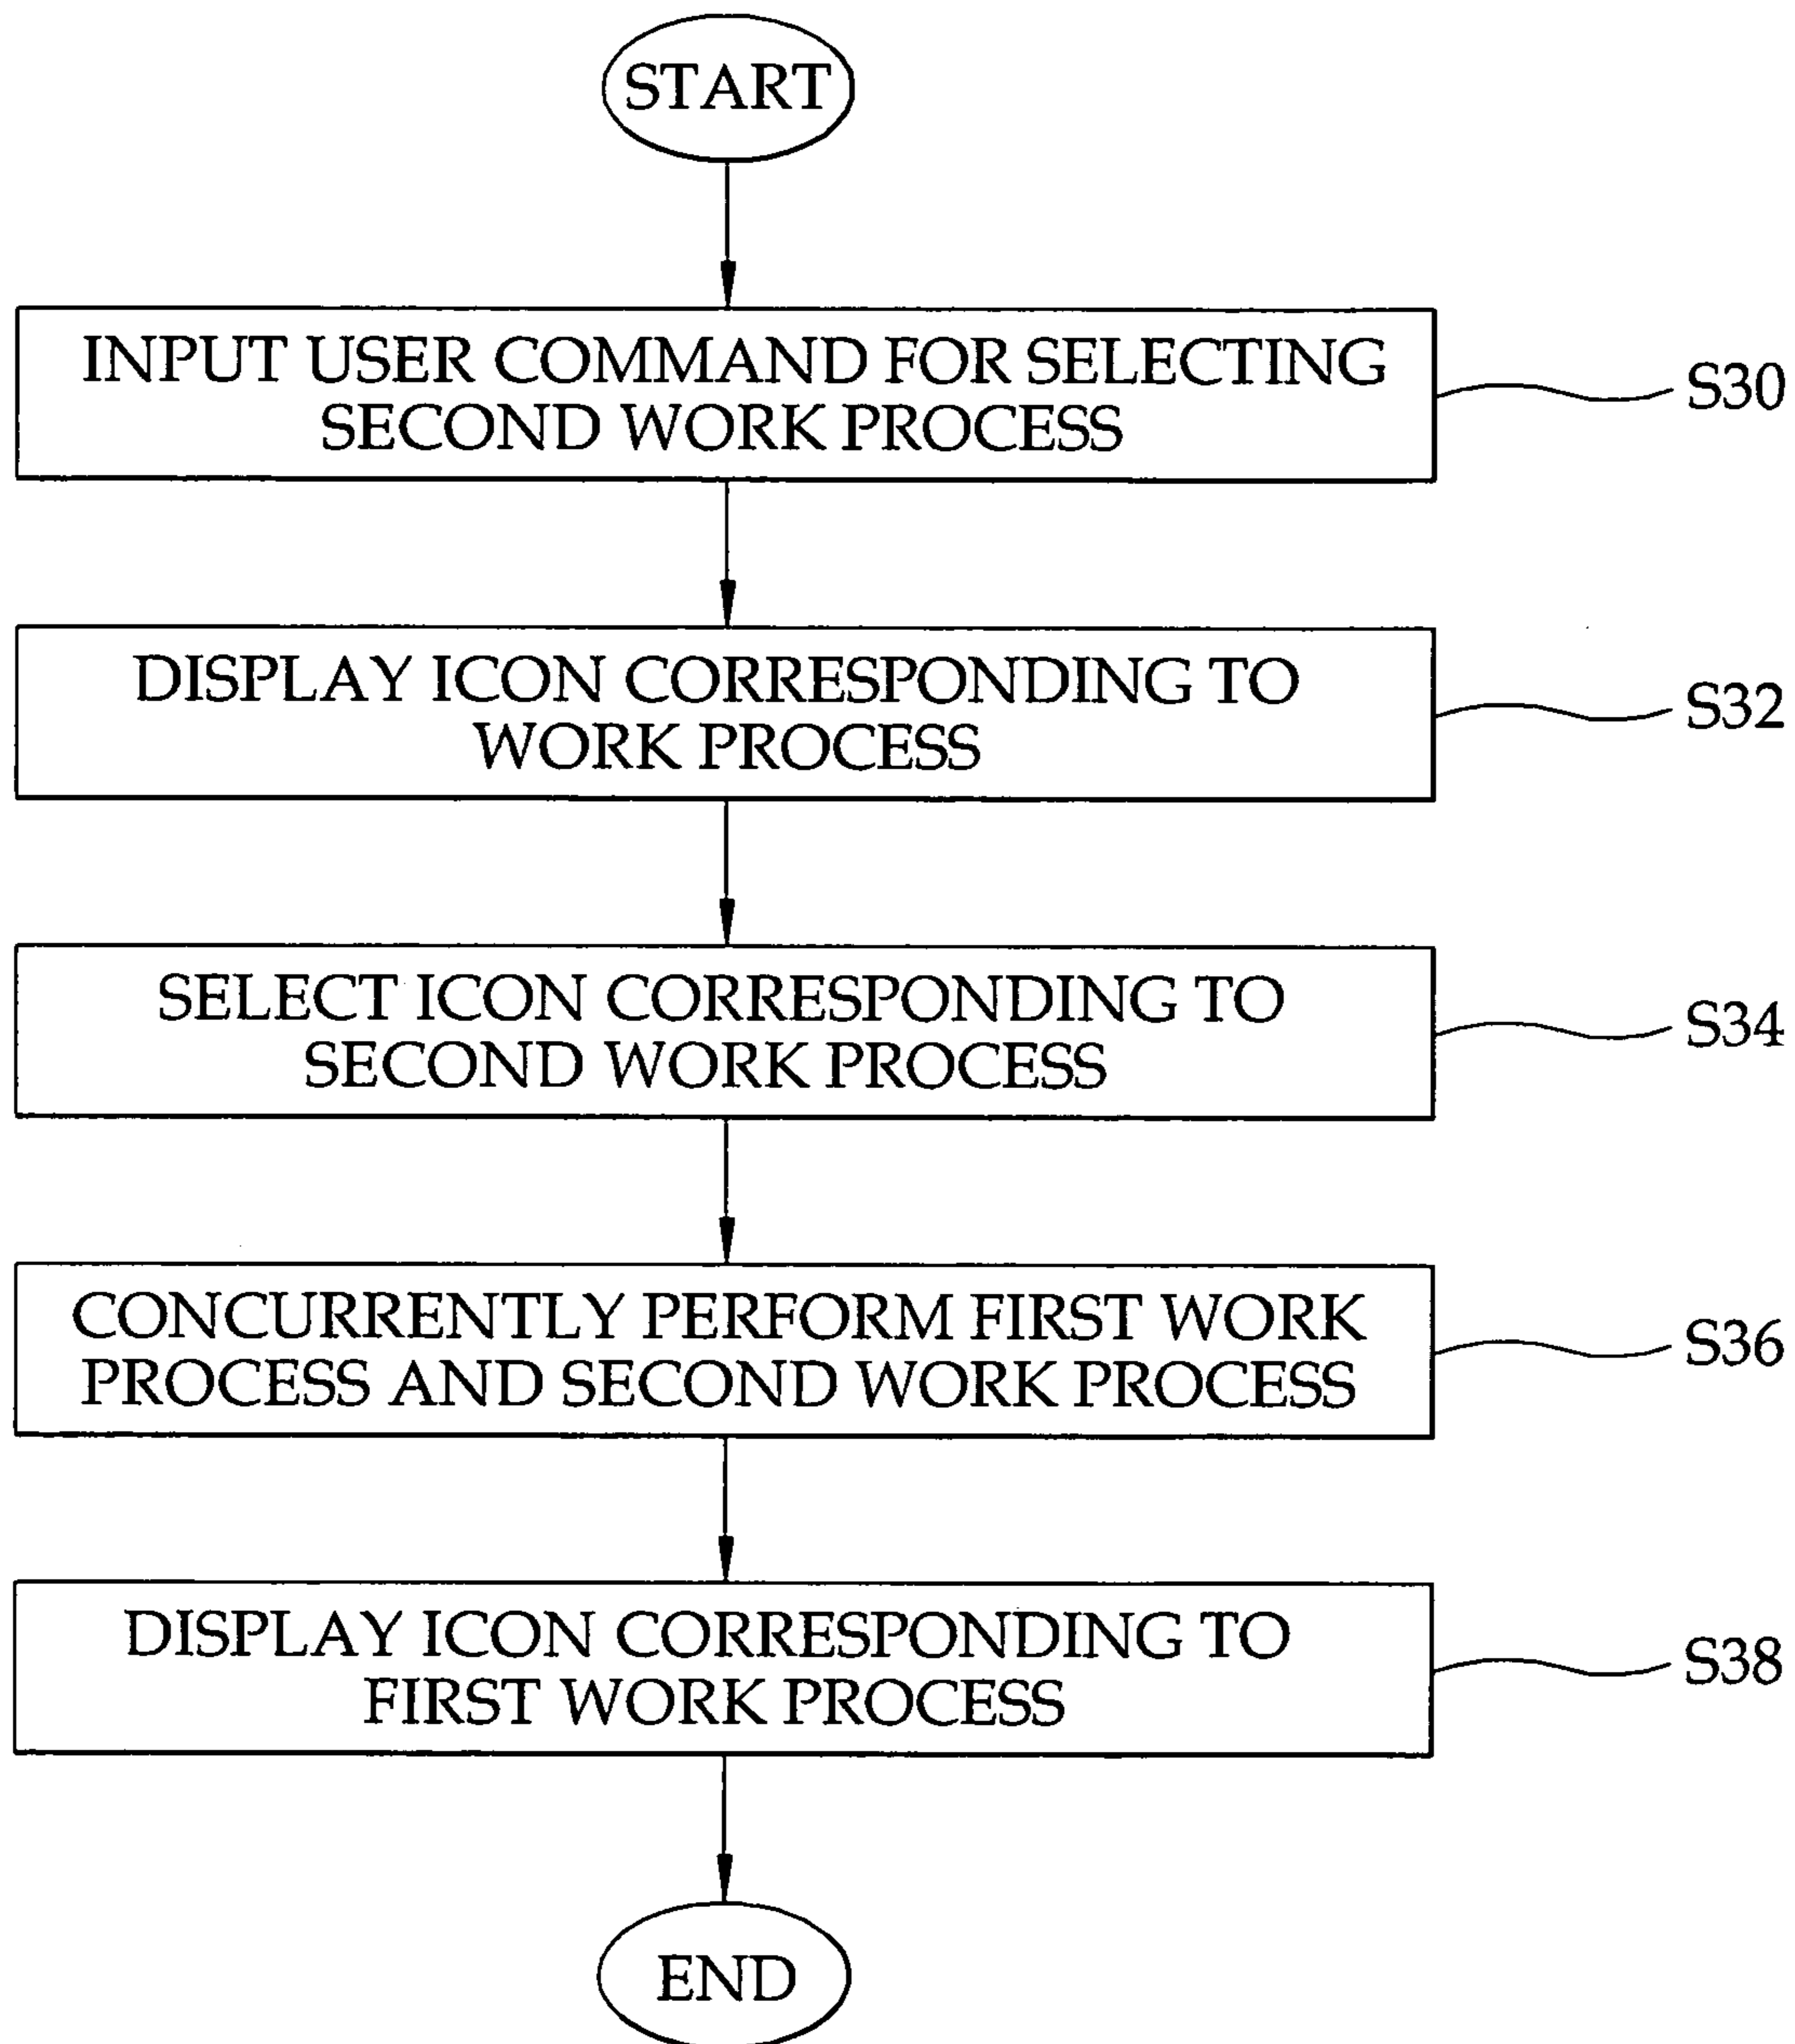 START
INPUT USER COMMAND FOR SELECTING
SECOND WORK PROCESS
S30
DISPLAY ICON CORRESPONDING TO
WORK PROCESS
S32
SELECT ICON CORRESPONDING TO
SECOND WORK PROCESS
S34
CONCURRENTLY PERFORM FIRST WORK
PROCESS AND SECOND WORK PROCESS
S36
DISPLAY ICON CORRESPONDING TO
FIRST WORK PROCESS
S38
END